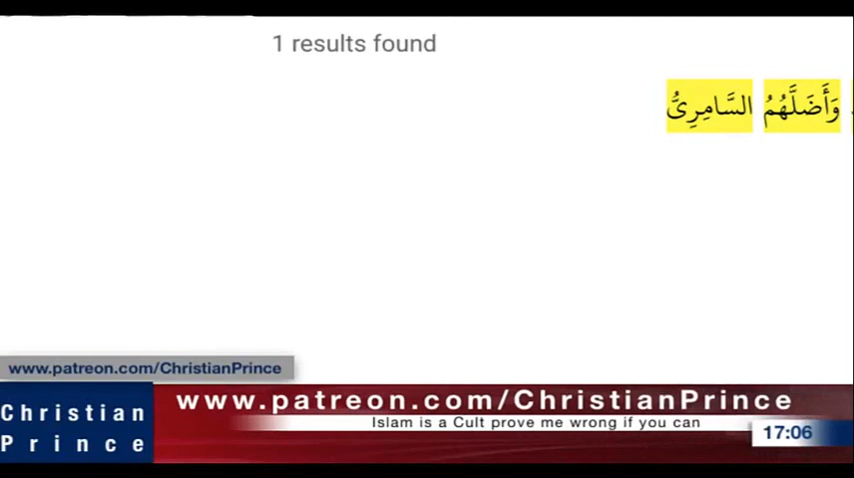 1 results found
وَأَضَلَّهُمُ السَّامِرِىُّ
www.patreon.com/ChristianPrince
Christian
Prince
www.patreon.com/ChristianPrince
Islam is a Cult prove me wrong if you can
17:06